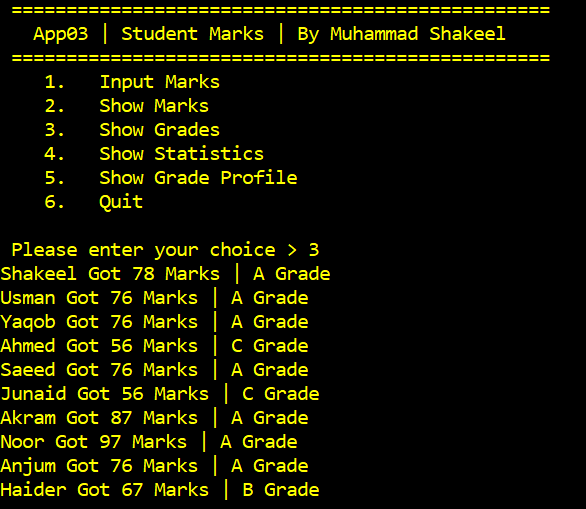 =================================================
App03 | Student Marks | By Muhammad Shakeel
=================================================
1. Input Marks
2. Show Marks
3. Show Grades
4. Show Statistics
5. Show Grade Profile
6. Quit
Please enter your choice > 3
Shakeel Got 78 Marks | A Grade
Usman Got 76 Marks | A Grade
Yaqob Got 76 Marks | A Grade
Ahmed Got 56 Marks | C Grade
Saeed Got 76 Marks | A Grade
Junaid Got 56 Marks | C Grade
Akram Got 87 Marks | A Grade
Noor Got 97 Marks | A Grade
Anjum Got 76 Marks | A Grade
Haider Got 67 Marks | B Grade